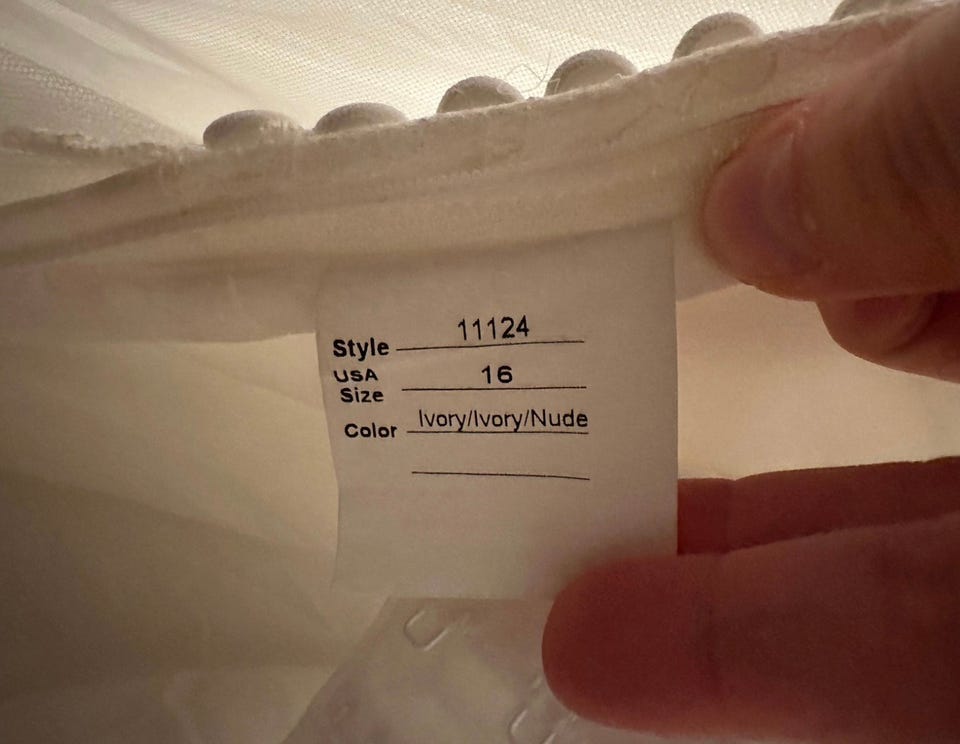 Style 11124
USA
Size 16
Color Ivory/Ivory/Nude